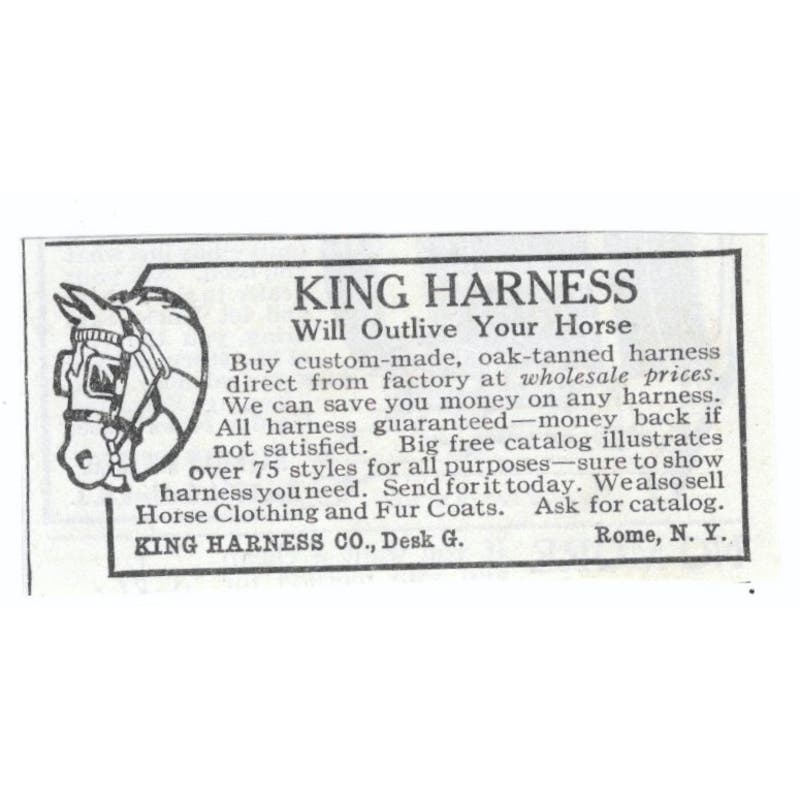 KING HARNESS
Will Outlive Your Horse
Buy custom-made, oak-tanned harness
direct from factory at wholesale prices.
We can save you money on any harness.
All harness guaranteed—money back if
not satisfied. Big free catalog illustrates
over 75 styles for all purposes—sure to show
harness you need. Send for it today. We also sell
Horse Clothing and Fur Coats. Ask for catalog.
KING HARNESS CO., Desk G. Rome, N. Y.